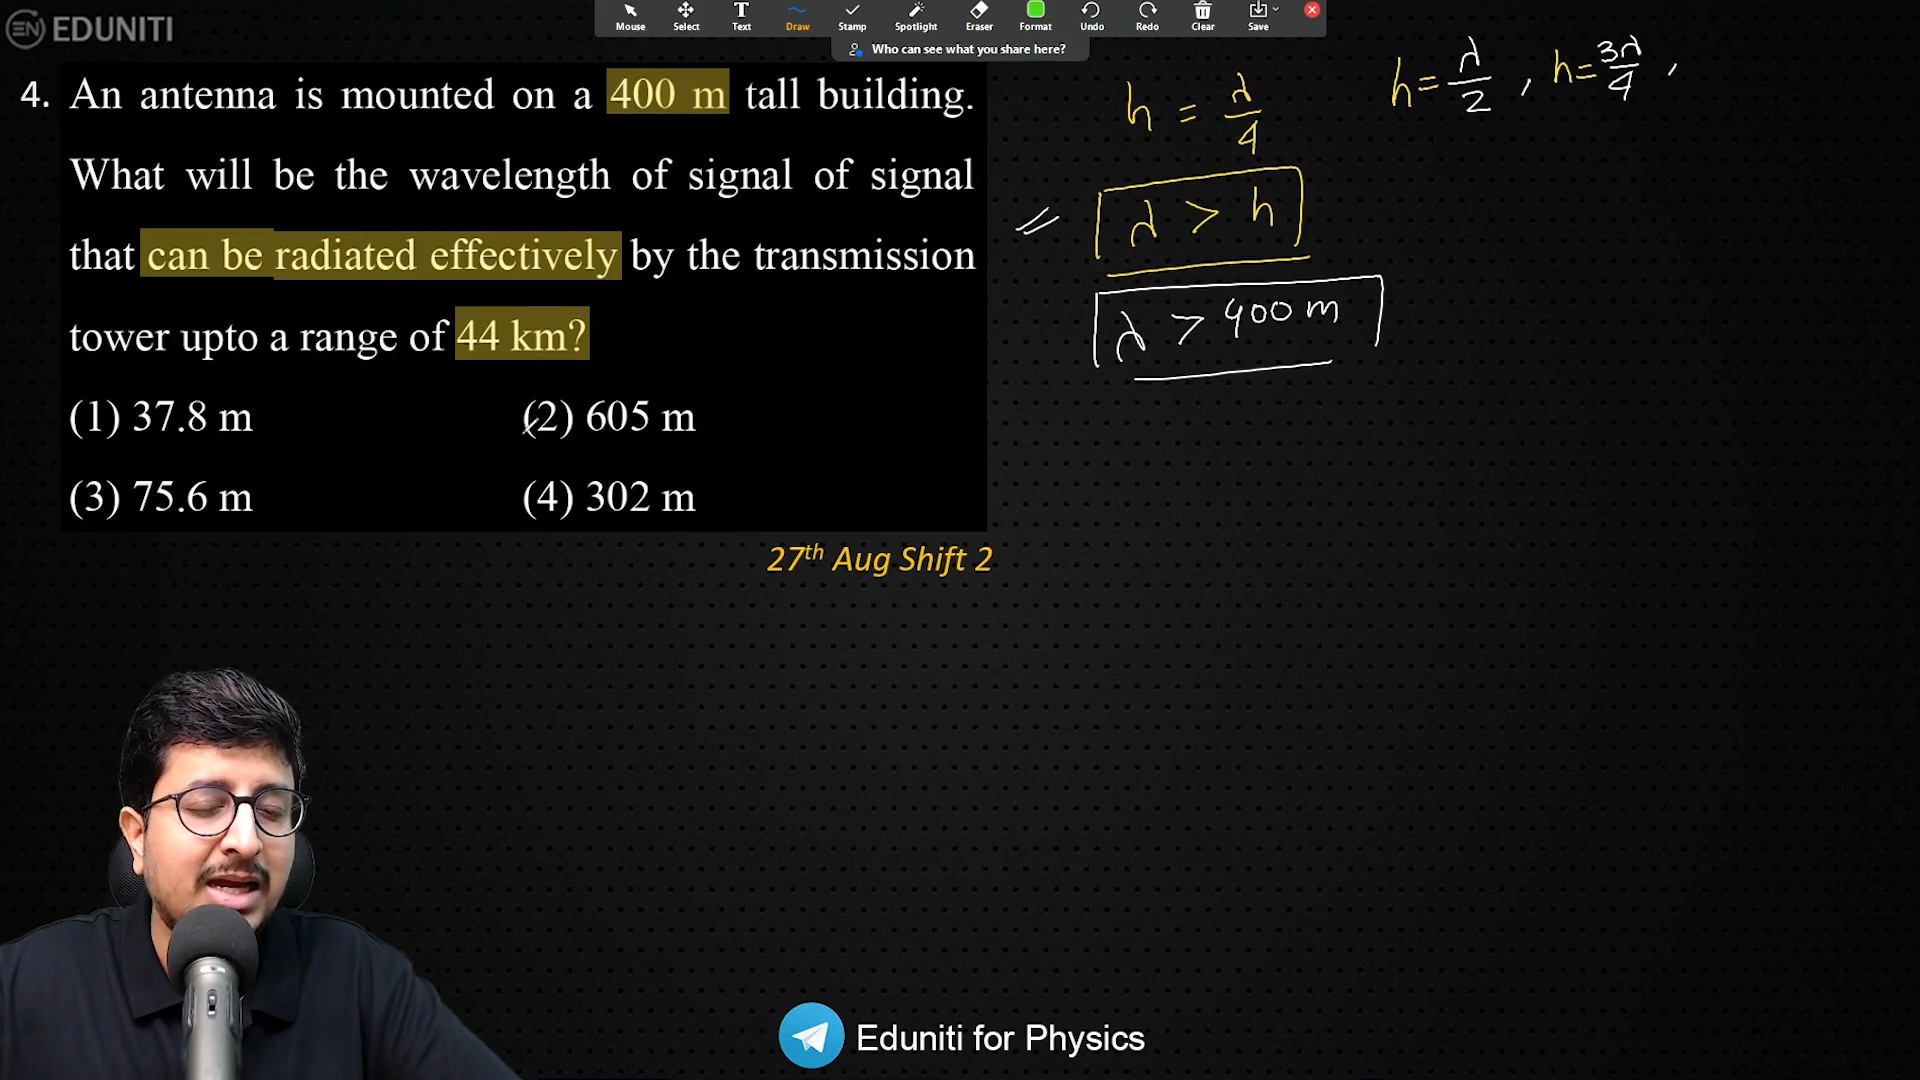 EN EDUNITI
Mouse Select Text Draw Stamp Spotlight Eraser Format Undo Redo Clear Save
Who can see what you share here?
4. An antenna is mounted on a 400 m tall building.
What will be the wavelength of signal of signal
that can be radiated effectively by the transmission
tower upto a range of 44 km?
(1) 37.8 m (2) 605 m
(3) 75.6 m (4) 302 m
27th Aug Shift 2
h = λ/4
h = λ/2 , h = 3λ/4 ,
λ > h
λ > 400 m
Eduniti for Physics